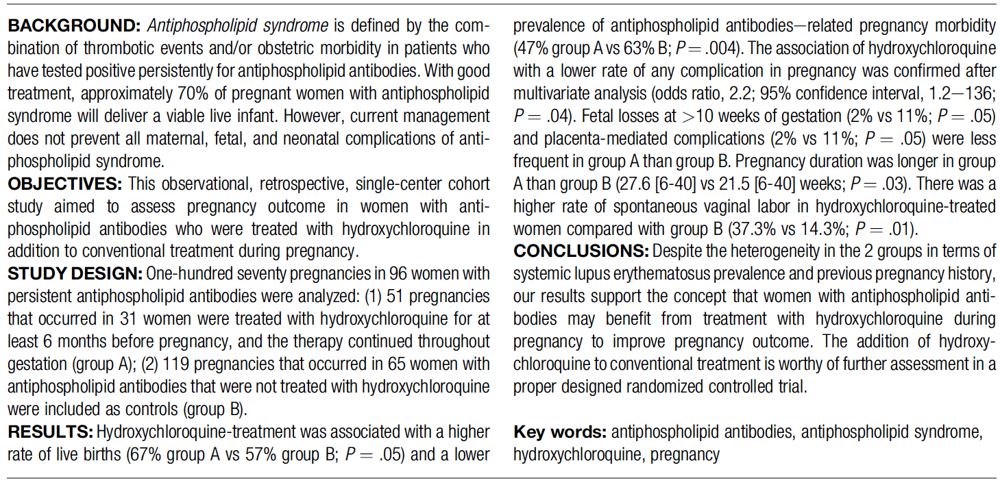 BACKGROUND: Antiphospholipid syndrome is defined by the com-
bination of thrombotic events and/or obstetric morbidity in patients who
have tested positive persistently for antiphospholipid antibodies. With good
treatment, approximately 70% of pregnant women with antiphospholipid
syndrome will deliver a viable live infant. However, current management
does not prevent all maternal, fetal, and neonatal complications of anti-
phospholipid syndrome.
OBJECTIVES: This observational, retrospective, single-center cohort
study aimed to assess pregnancy outcome in women with anti-
phospholipid antibodies who were treated with hydroxychloroquine in
addition to conventional treatment during pregnancy.
STUDY DESIGN: One-hundred seventy pregnancies in 96 women with
persistent antiphospholipid antibodies were analyzed: (1) 51 pregnancies
that occurred in 31 women were treated with hydroxychloroquine for at
least 6 months before pregnancy, and the therapy continued throughout
gestation (group A); (2) 119 pregnancies that occurred in 65 women with
antiphospholipid antibodies that were not treated with hydroxychloroquine
were included as controls (group B).
RESULTS: Hydroxychloroquine-treatment was associated with a higher
rate of live births (67% group A vs 57% group B; P = .05) and a lower
prevalence of antiphospholipid antibodies—related pregnancy morbidity
(47% group A vs 63% B; P = .004). The association of hydroxychloroquine
with a lower rate of any complication in pregnancy was confirmed after
multivariate analysis (odds ratio, 2.2; 95% confidence interval, 1.2—136;
P = .04). Fetal losses at >10 weeks of gestation (2% vs 11%; P = .05)
and placenta-mediated complications (2% vs 11%; P = .05) were less
frequent in group A than group B. Pregnancy duration was longer in group
A than group B (27.6 [6-40] vs 21.5 [6-40] weeks; P = .03). There was a
higher rate of spontaneous vaginal labor in hydroxychloroquine-treated
women compared with group B (37.3% vs 14.3%; P = .01).
CONCLUSIONS: Despite the heterogeneity in the 2 groups in terms of
systemic lupus erythematosus prevalence and previous pregnancy history,
our results support the concept that women with antiphospholipid anti-
bodies may benefit from treatment with hydroxychloroquine during
pregnancy to improve pregnancy outcome. The addition of hydroxy-
chloroquine to conventional treatment is worthy of further assessment in a
proper designed randomized controlled trial.
Key words: antiphospholipid antibodies, antiphospholipid syndrome,
hydroxychloroquine, pregnancy